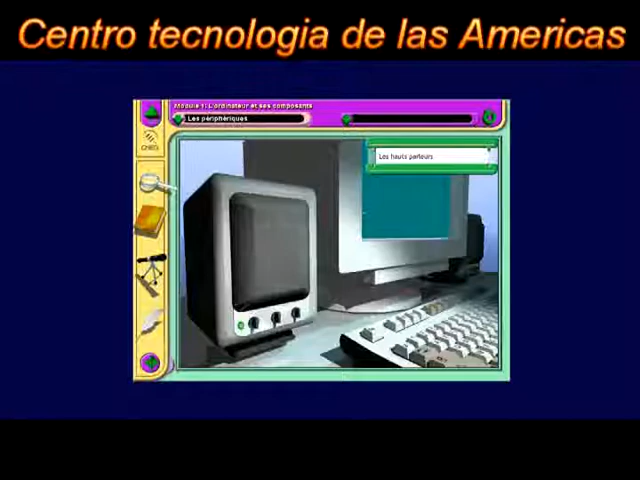 Centro tecnologia de las Americas
Module 1: L'ordinateur et ses composants
Les périphériques
Les hauts parleurs